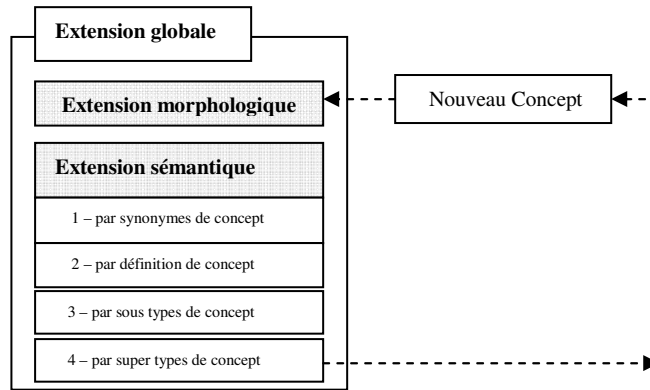 Extension globale
Extension morphologique
Nouveau Concept
Extension sémantique
1 – par synonymes de concept
2 – par définition de concept
3 – par sous types de concept
4 – par super types de concept